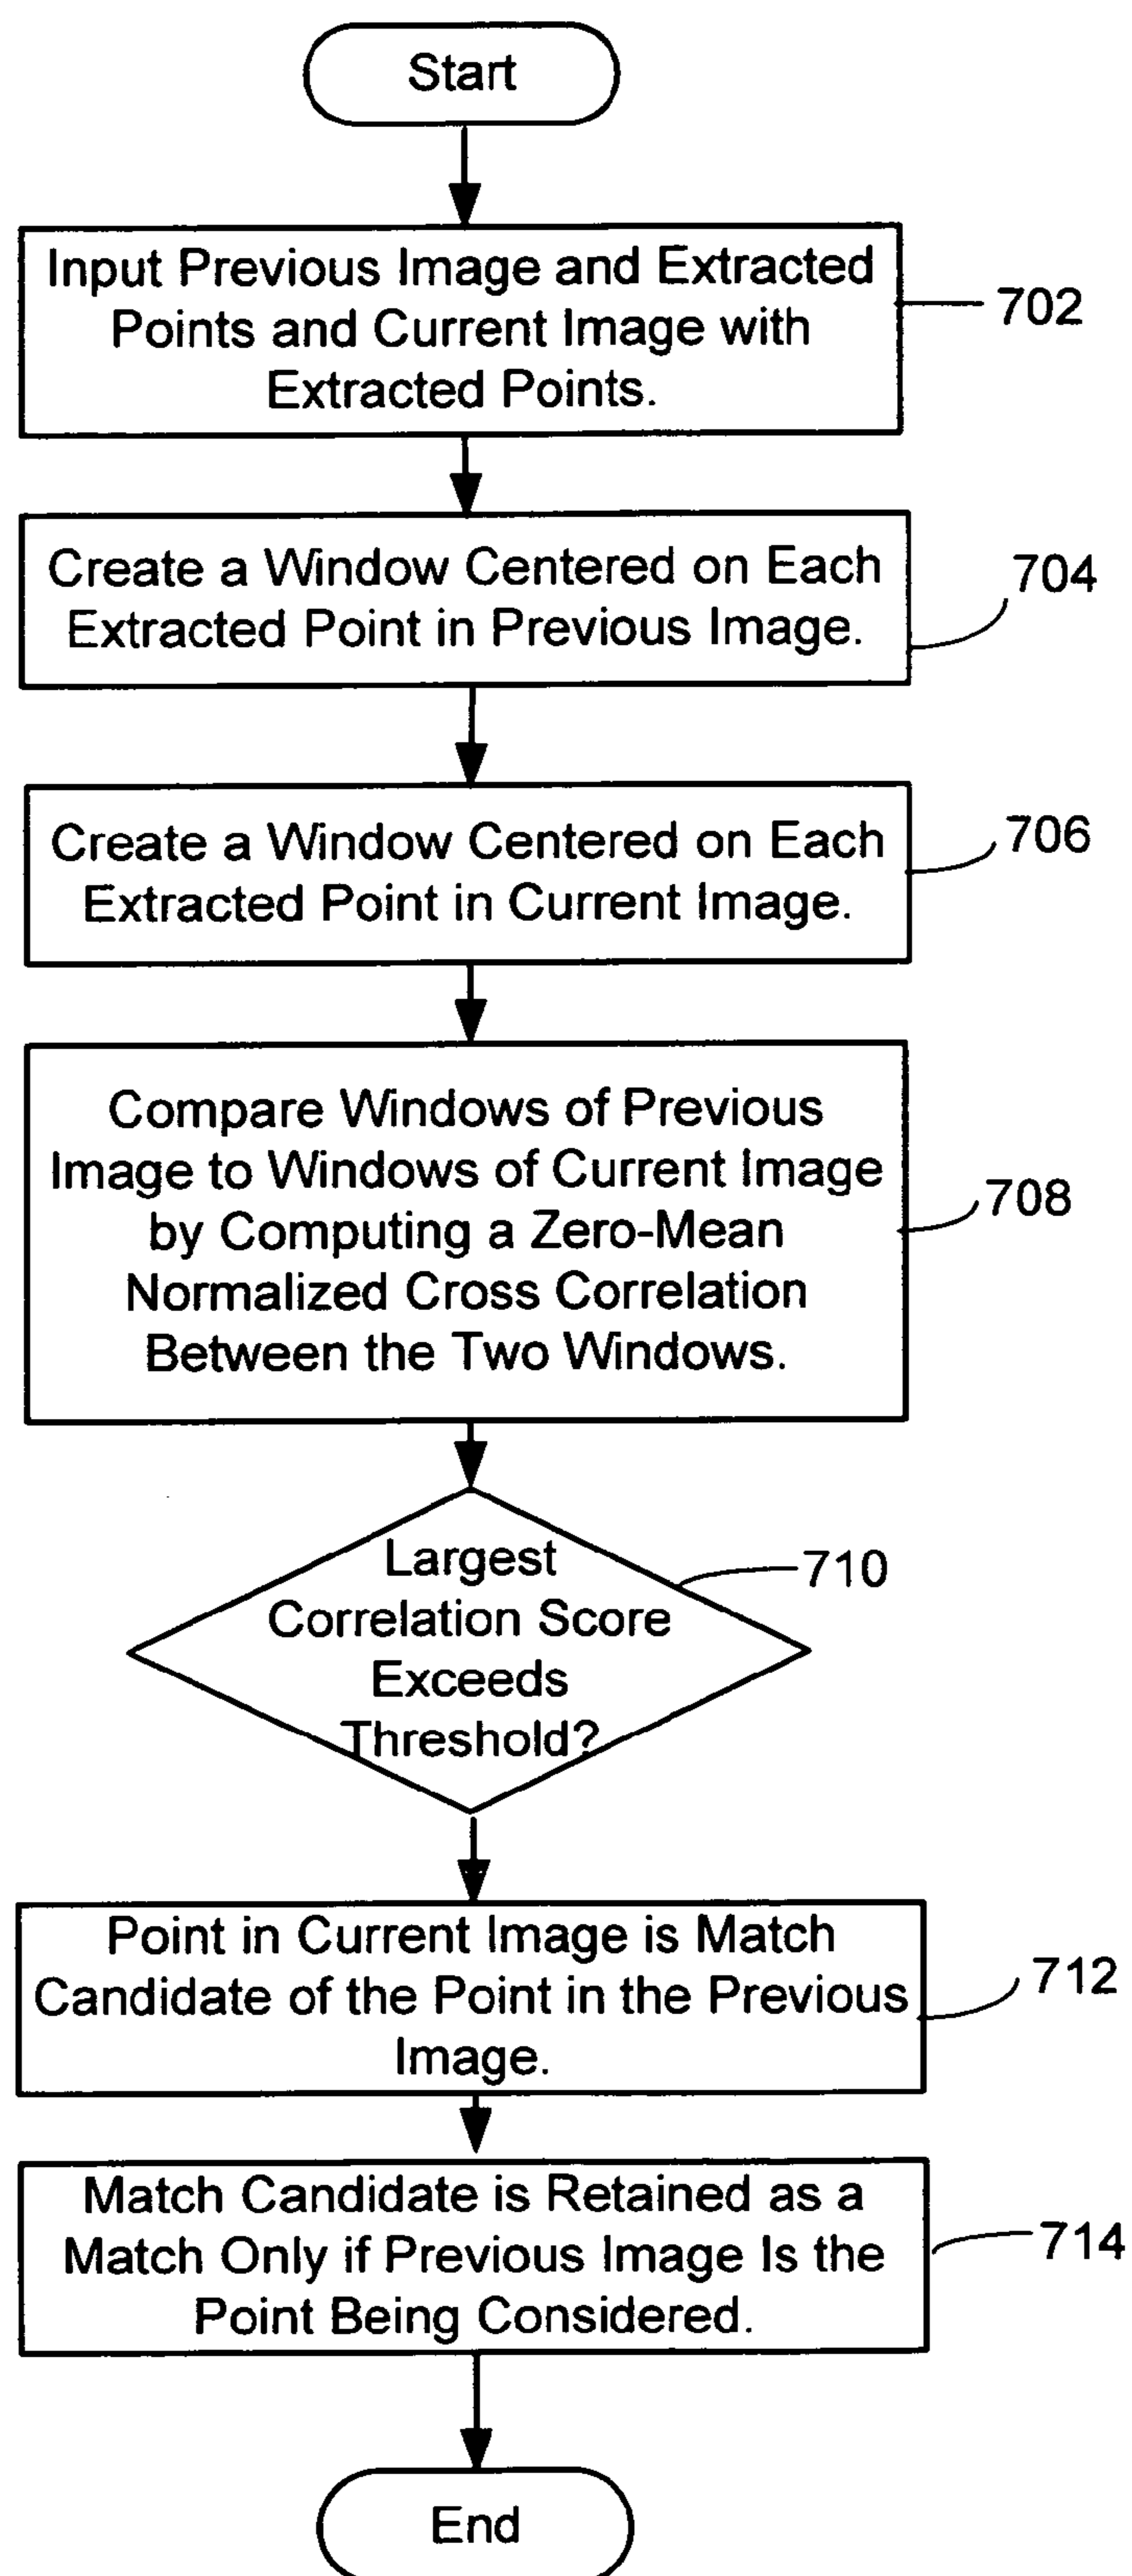 Start
Input Previous Image and Extracted
Points and Current Image with
Extracted Points.
702
Create a Window Centered on Each
Extracted Point in Previous Image.
704
Create a Window Centered on Each
Extracted Point in Current Image.
706
Compare Windows of Previous
Image to Windows of Current Image
by Computing a Zero-Mean
Normalized Cross Correlation
Between the Two Windows.
708
Largest
Correlation Score
Exceeds
Threshold?
710
Point in Current Image is Match
Candidate of the Point in the Previous
Image.
712
Match Candidate is Retained as a
Match Only if Previous Image Is the
Point Being Considered.
714
End